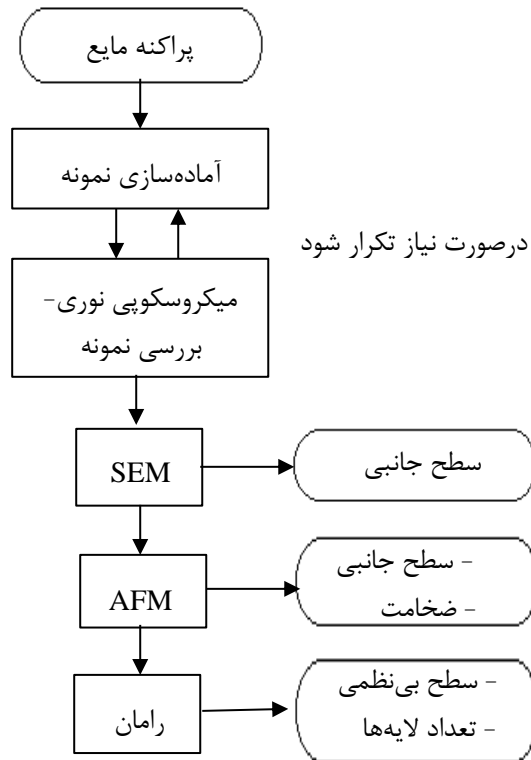 پراکنه مایع
آماده‌سازی نمونه
درصورت نیاز تکرار شود
میکروسکوپی نوری-
بررسی نمونه
SEM
سطح جانبی
AFM
- سطح جانبی
- ضخامت
رامان
- سطح بی‌نظمی
- تعداد لایه‌ها